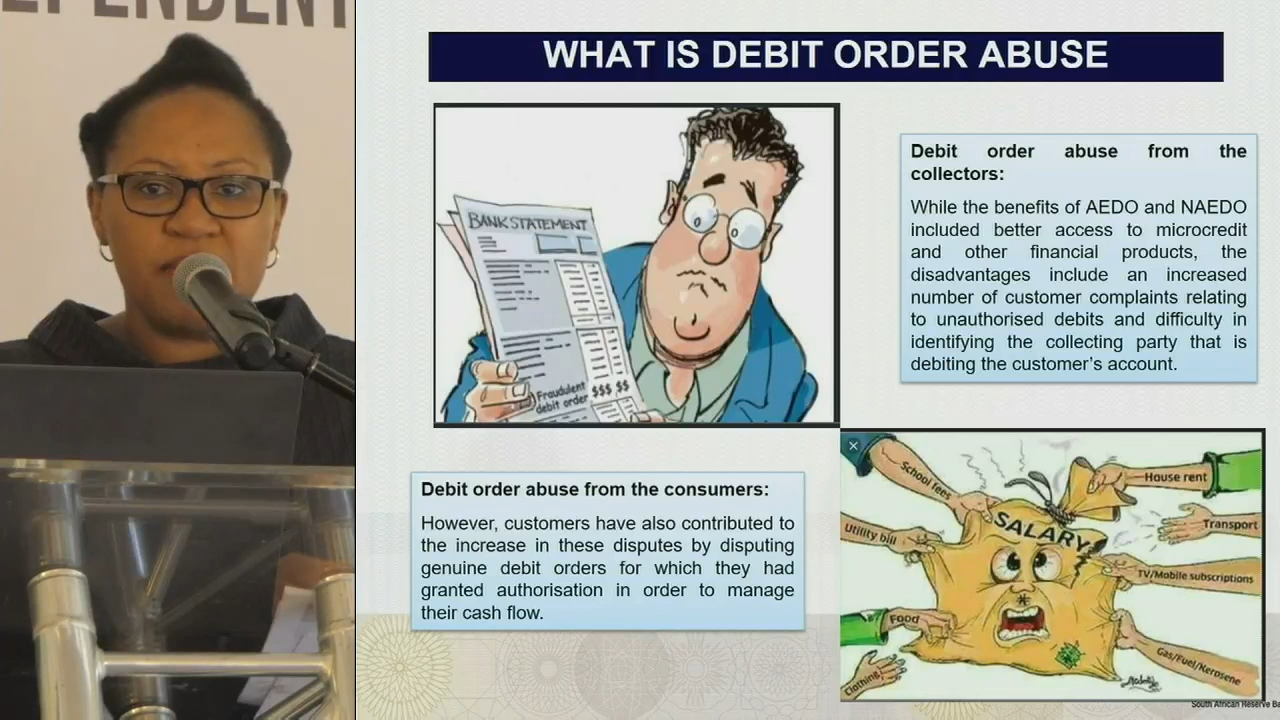 WHAT IS DEBIT ORDER ABUSE
BANK STATEMENT
Fraudulent
debit order
$$$ $$
Debit order abuse from the
collectors:
While the benefits of AEDO and NAEDO
included better access to microcredit
and other financial products, the
disadvantages include an increased
number of customer complaints relating
to unauthorised debits and difficulty in
identifying the collecting party that is
debiting the customer's account.
Debit order abuse from the consumers:
However, customers have also contributed to
the increase in these disputes by disputing
genuine debit orders for which they had
granted authorisation in order to manage
their cash flow.
School fees
House rent
SALARY
Utility bill
Transport
TV/Mobile subscriptions
Food
Gas/Fuel/Kerosene
Clothing
South African Reserve